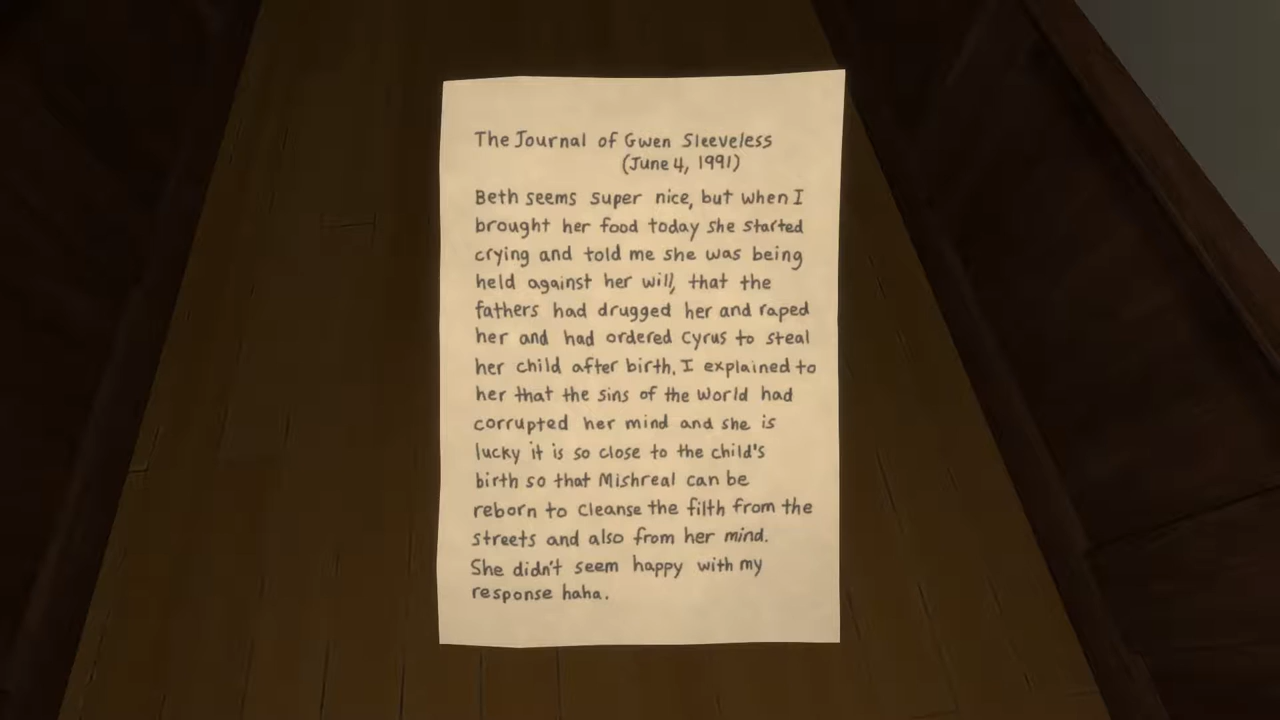 The Journal of Gwen Sleeveless
(June 4, 1991)
Beth seems super nice, but when I
brought her food today she started
crying and told me she was being
held against her will, that the
fathers had drugged her and raped
her and had ordered Cyrus to steal
her child after birth. I explained to
her that the sins of the world had
corrupted her mind and she is
lucky it is so close to the child's
birth so that Mishreal can be
reborn to cleanse the filth from the
streets and also from her mind.
She didn't seem happy with my
response haha.